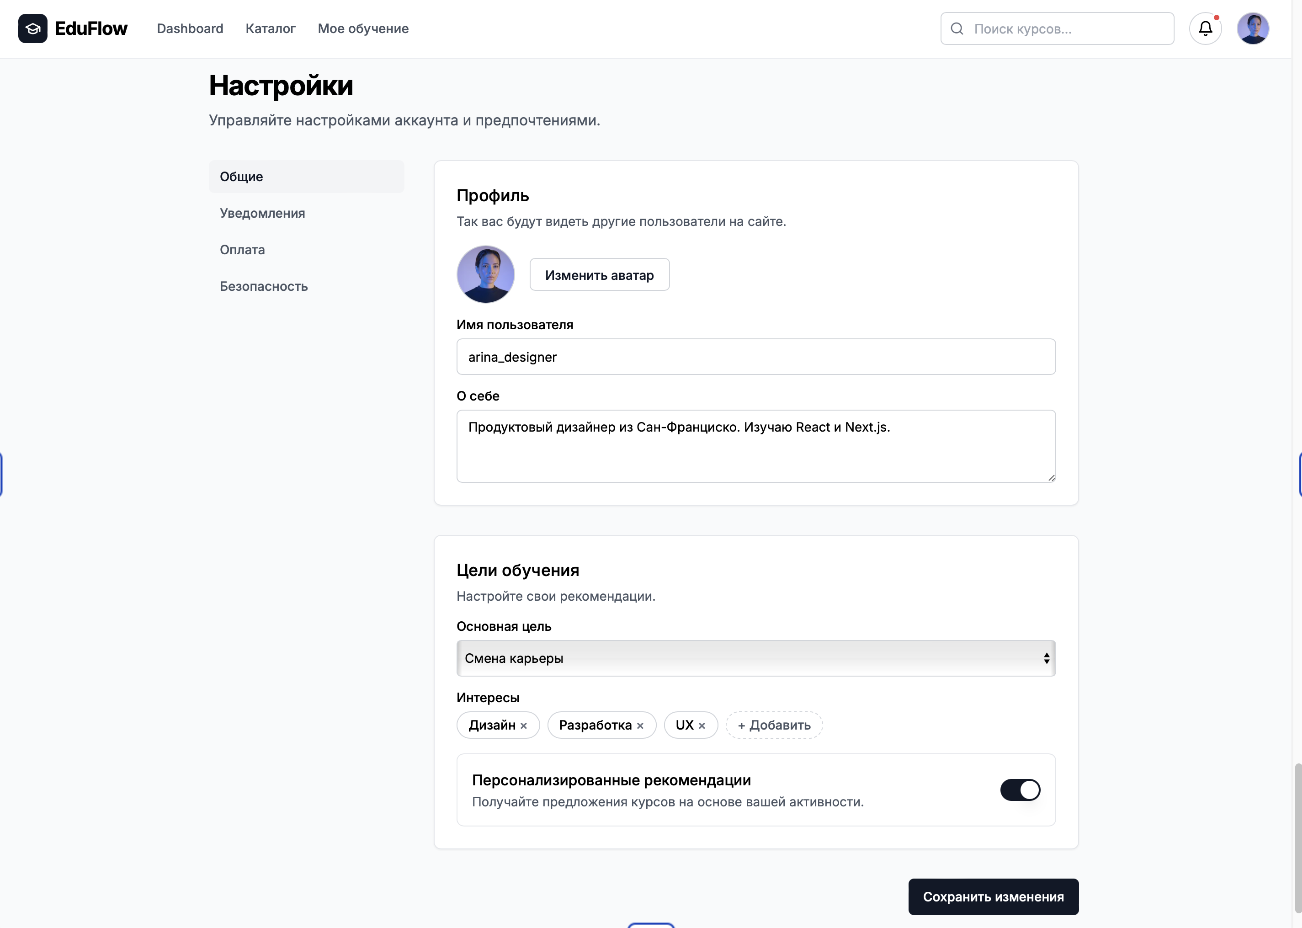 EduFlow
Dashboard
Каталог
Мое обучение
Поиск курсов...
Настройки
Управляйте настройками аккаунта и предпочтениями.
Общие
Уведомления
Оплата
Безопасность
Профиль
Так вас будут видеть другие пользователи на сайте.
Изменить аватар
Имя пользователя
arina_designer
О себе
Продуктовый дизайнер из Сан-Франциско. Изучаю React и Next.js.
Цели обучения
Настройте свои рекомендации.
Основная цель
Смена карьеры
Интересы
Дизайн ×
Разработка ×
UX ×
+ Добавить
Персонализированные рекомендации
Получайте предложения курсов на основе вашей активности.
Сохранить изменения